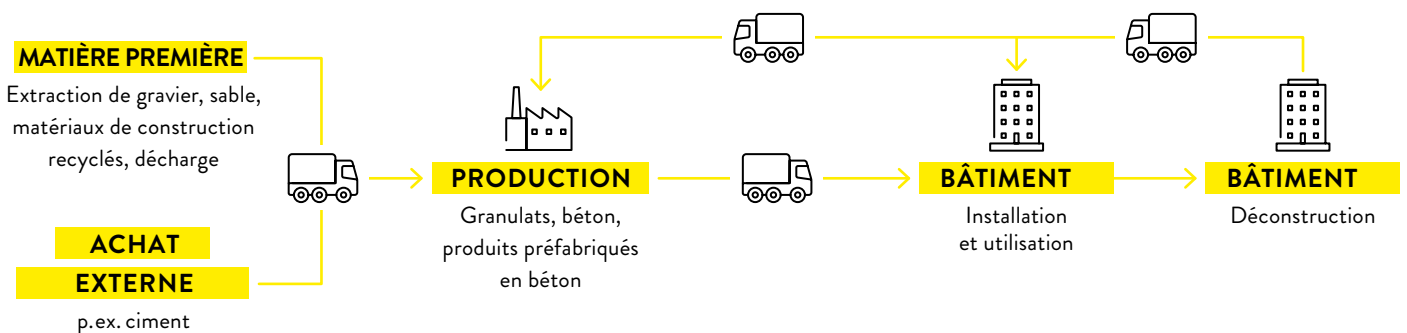 MATIÈRE PREMIÈRE
Extraction de gravier, sable,
matériaux de construction
recyclés, décharge
ACHAT
EXTERNE
p.ex. ciment
PRODUCTION
Granulats, béton,
produits préfabriqués
en béton
BÂTIMENT
Installation
et utilisation
BÂTIMENT
Déconstruction